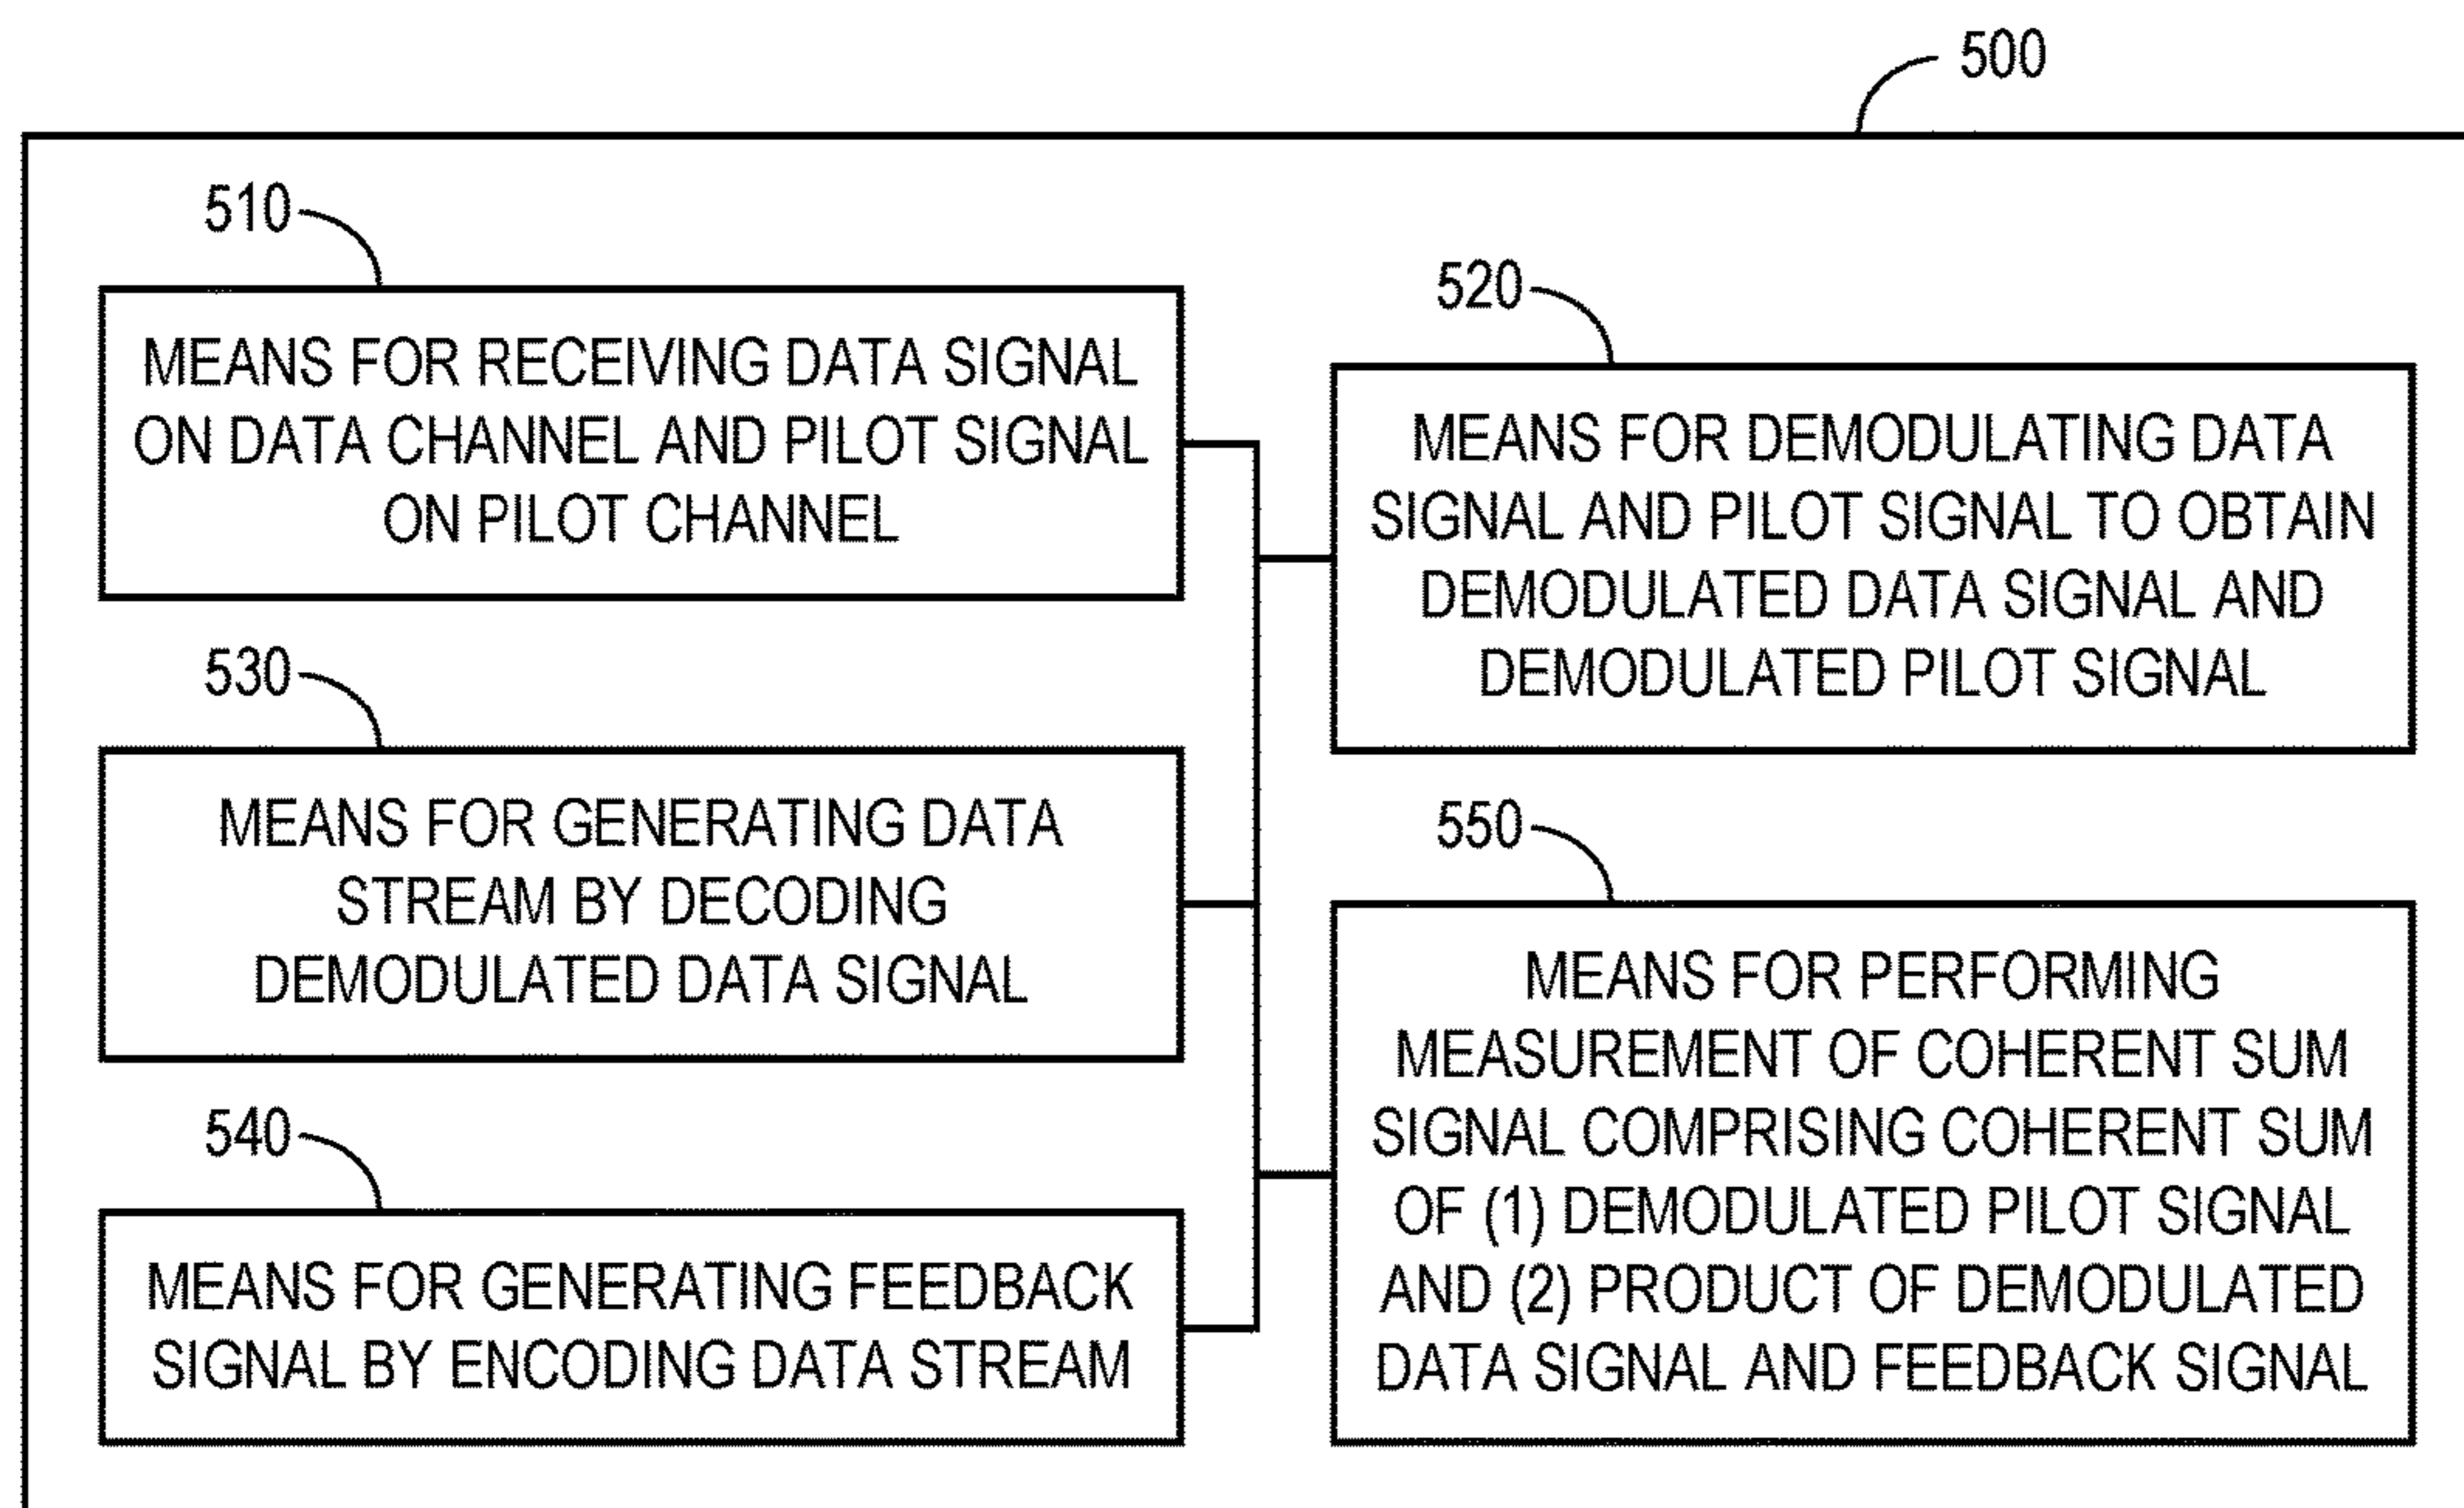 500
510
MEANS FOR RECEIVING DATA SIGNAL
ON DATA CHANNEL AND PILOT SIGNAL
ON PILOT CHANNEL
520
MEANS FOR DEMODULATING DATA
SIGNAL AND PILOT SIGNAL TO OBTAIN
DEMODULATED DATA SIGNAL AND
DEMODULATED PILOT SIGNAL
530
MEANS FOR GENERATING DATA
STREAM BY DECODING
DEMODULATED DATA SIGNAL
540
MEANS FOR GENERATING FEEDBACK
SIGNAL BY ENCODING DATA STREAM
550
MEANS FOR PERFORMING
MEASUREMENT OF COHERENT SUM
SIGNAL COMPRISING COHERENT SUM
OF (1) DEMODULATED PILOT SIGNAL
AND (2) PRODUCT OF DEMODULATED
DATA SIGNAL AND FEEDBACK SIGNAL